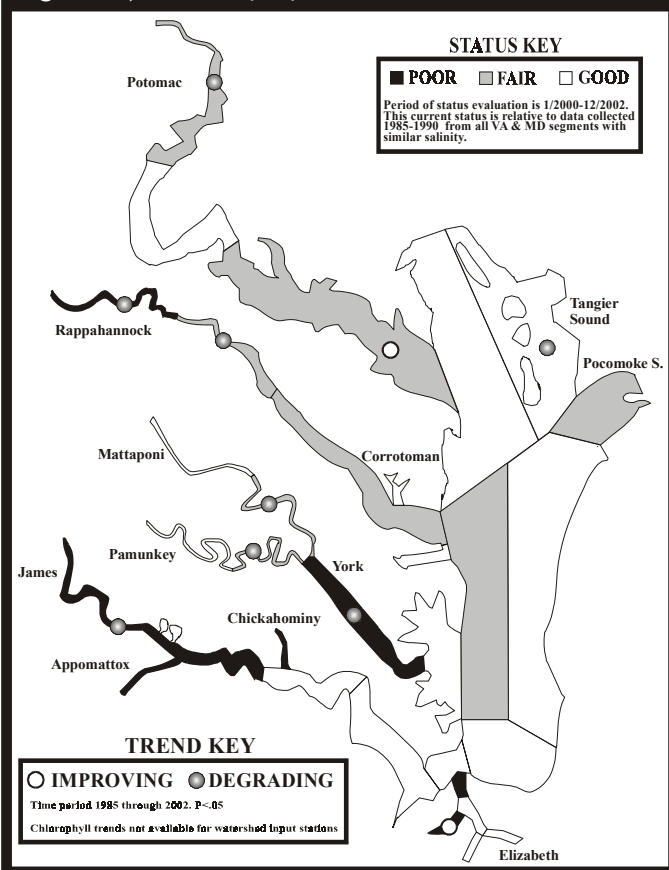 STATUS KEY
POOR FAIR GOOD
Period of status evaluation is 1/2000-12/2002.
This current status is relative to data collected
1985-1990 from all VA & MD segments with
similar salinity.
Potomac
Rappahannock
Tangier
Sound
Pocomoke S.
Mattaponi
Corrotoman
Pamunkey
York
James
Chickahominy
Appomattox
TREND KEY
IMPROVING DEGRADING
Time period 1985 through 2002. P<.05
Chlorophyll trends not available for watershed input stations
Elizabeth